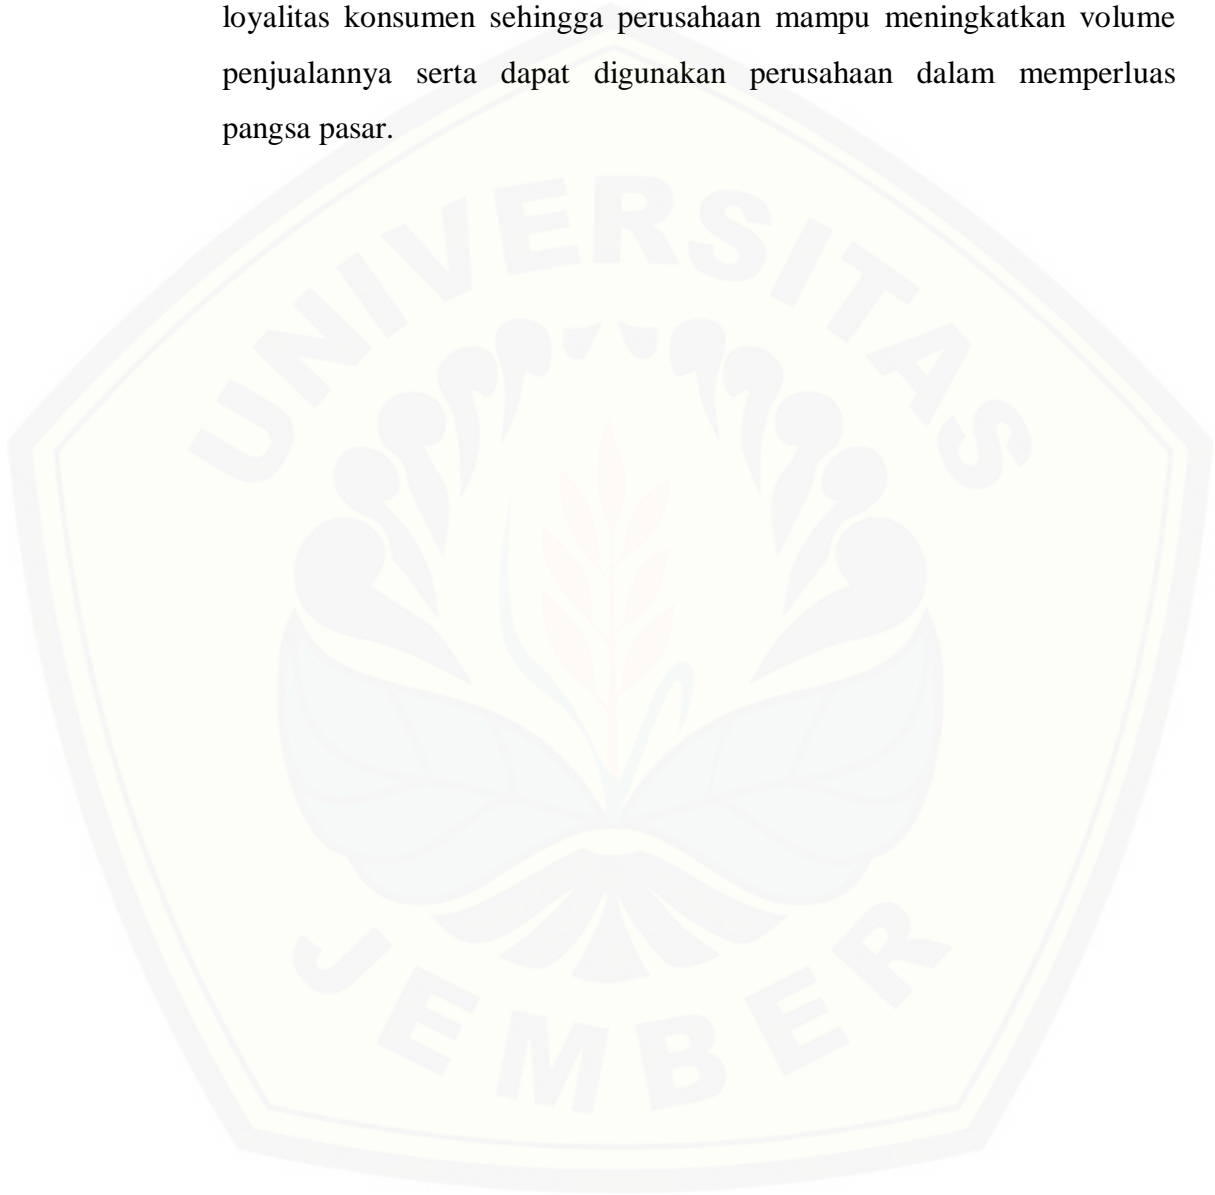 loyalitas konsumen sehingga perusahaan mampu meningkatkan volume
penjualannya serta dapat digunakan perusahaan dalam memperluas
pangsa pasar.
UNIVERSITAS
JEMBER